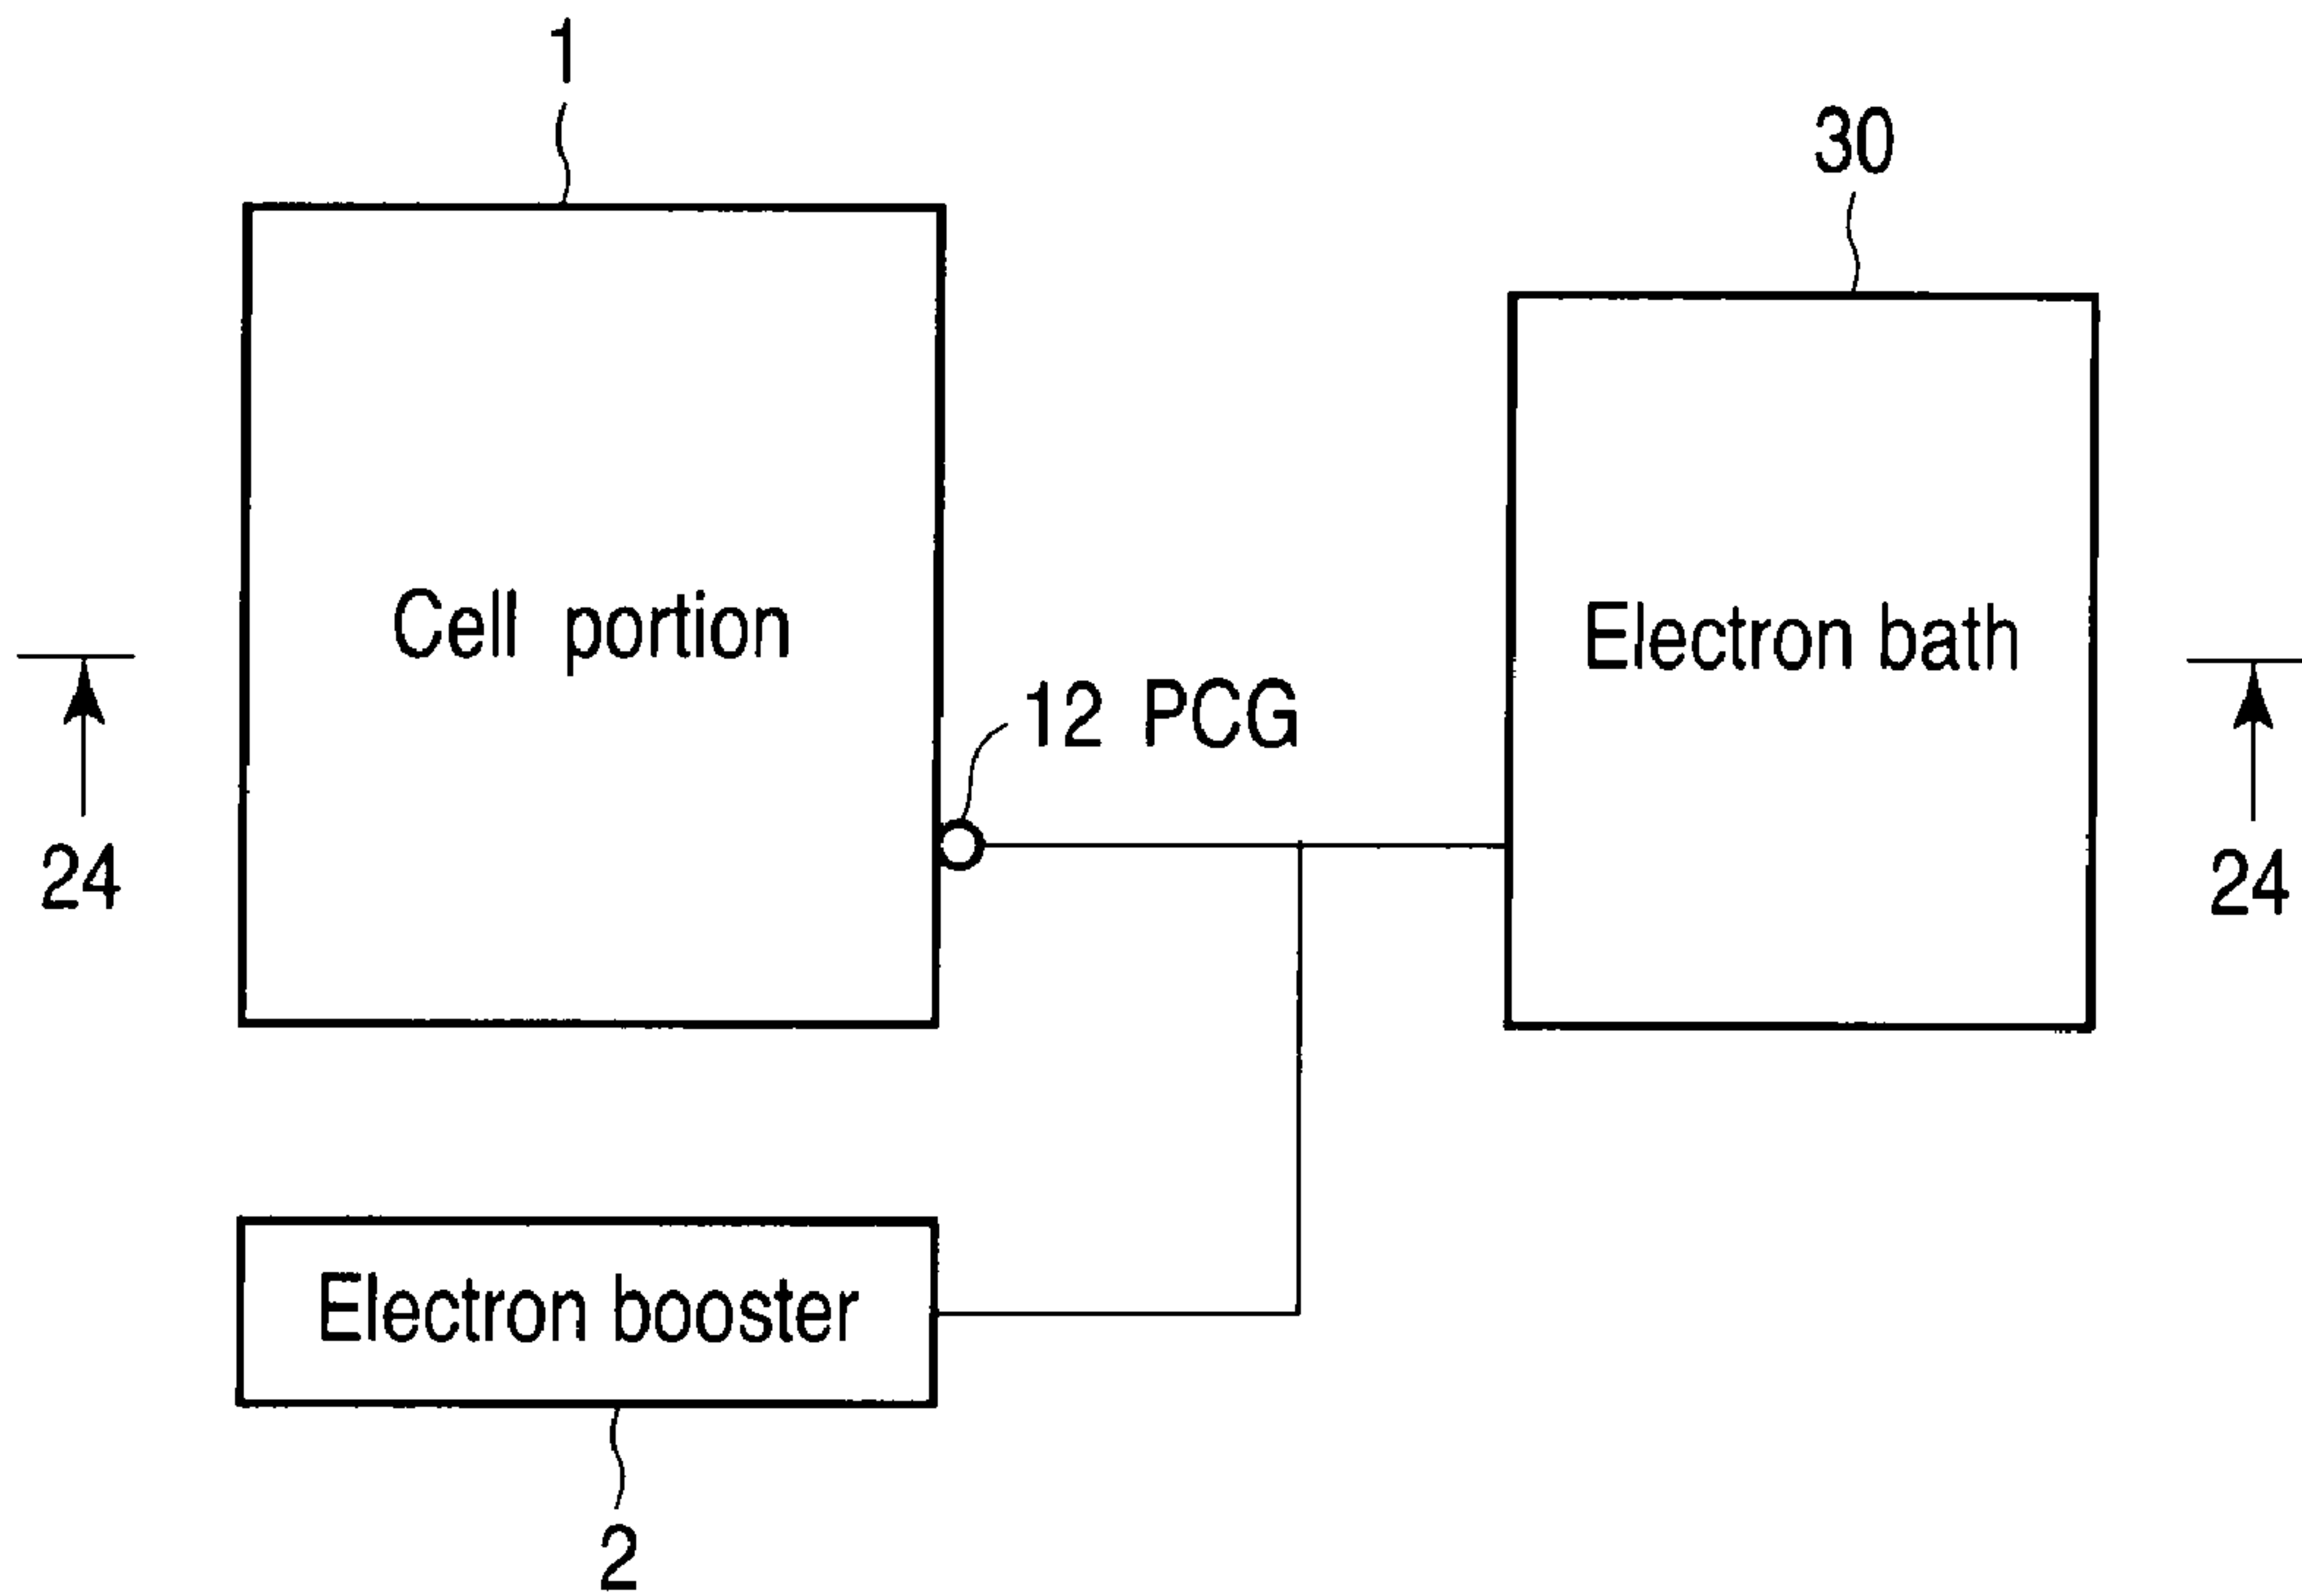 1
30
Cell portion
Electron bath
12 PCG
24
24
Electron booster
2